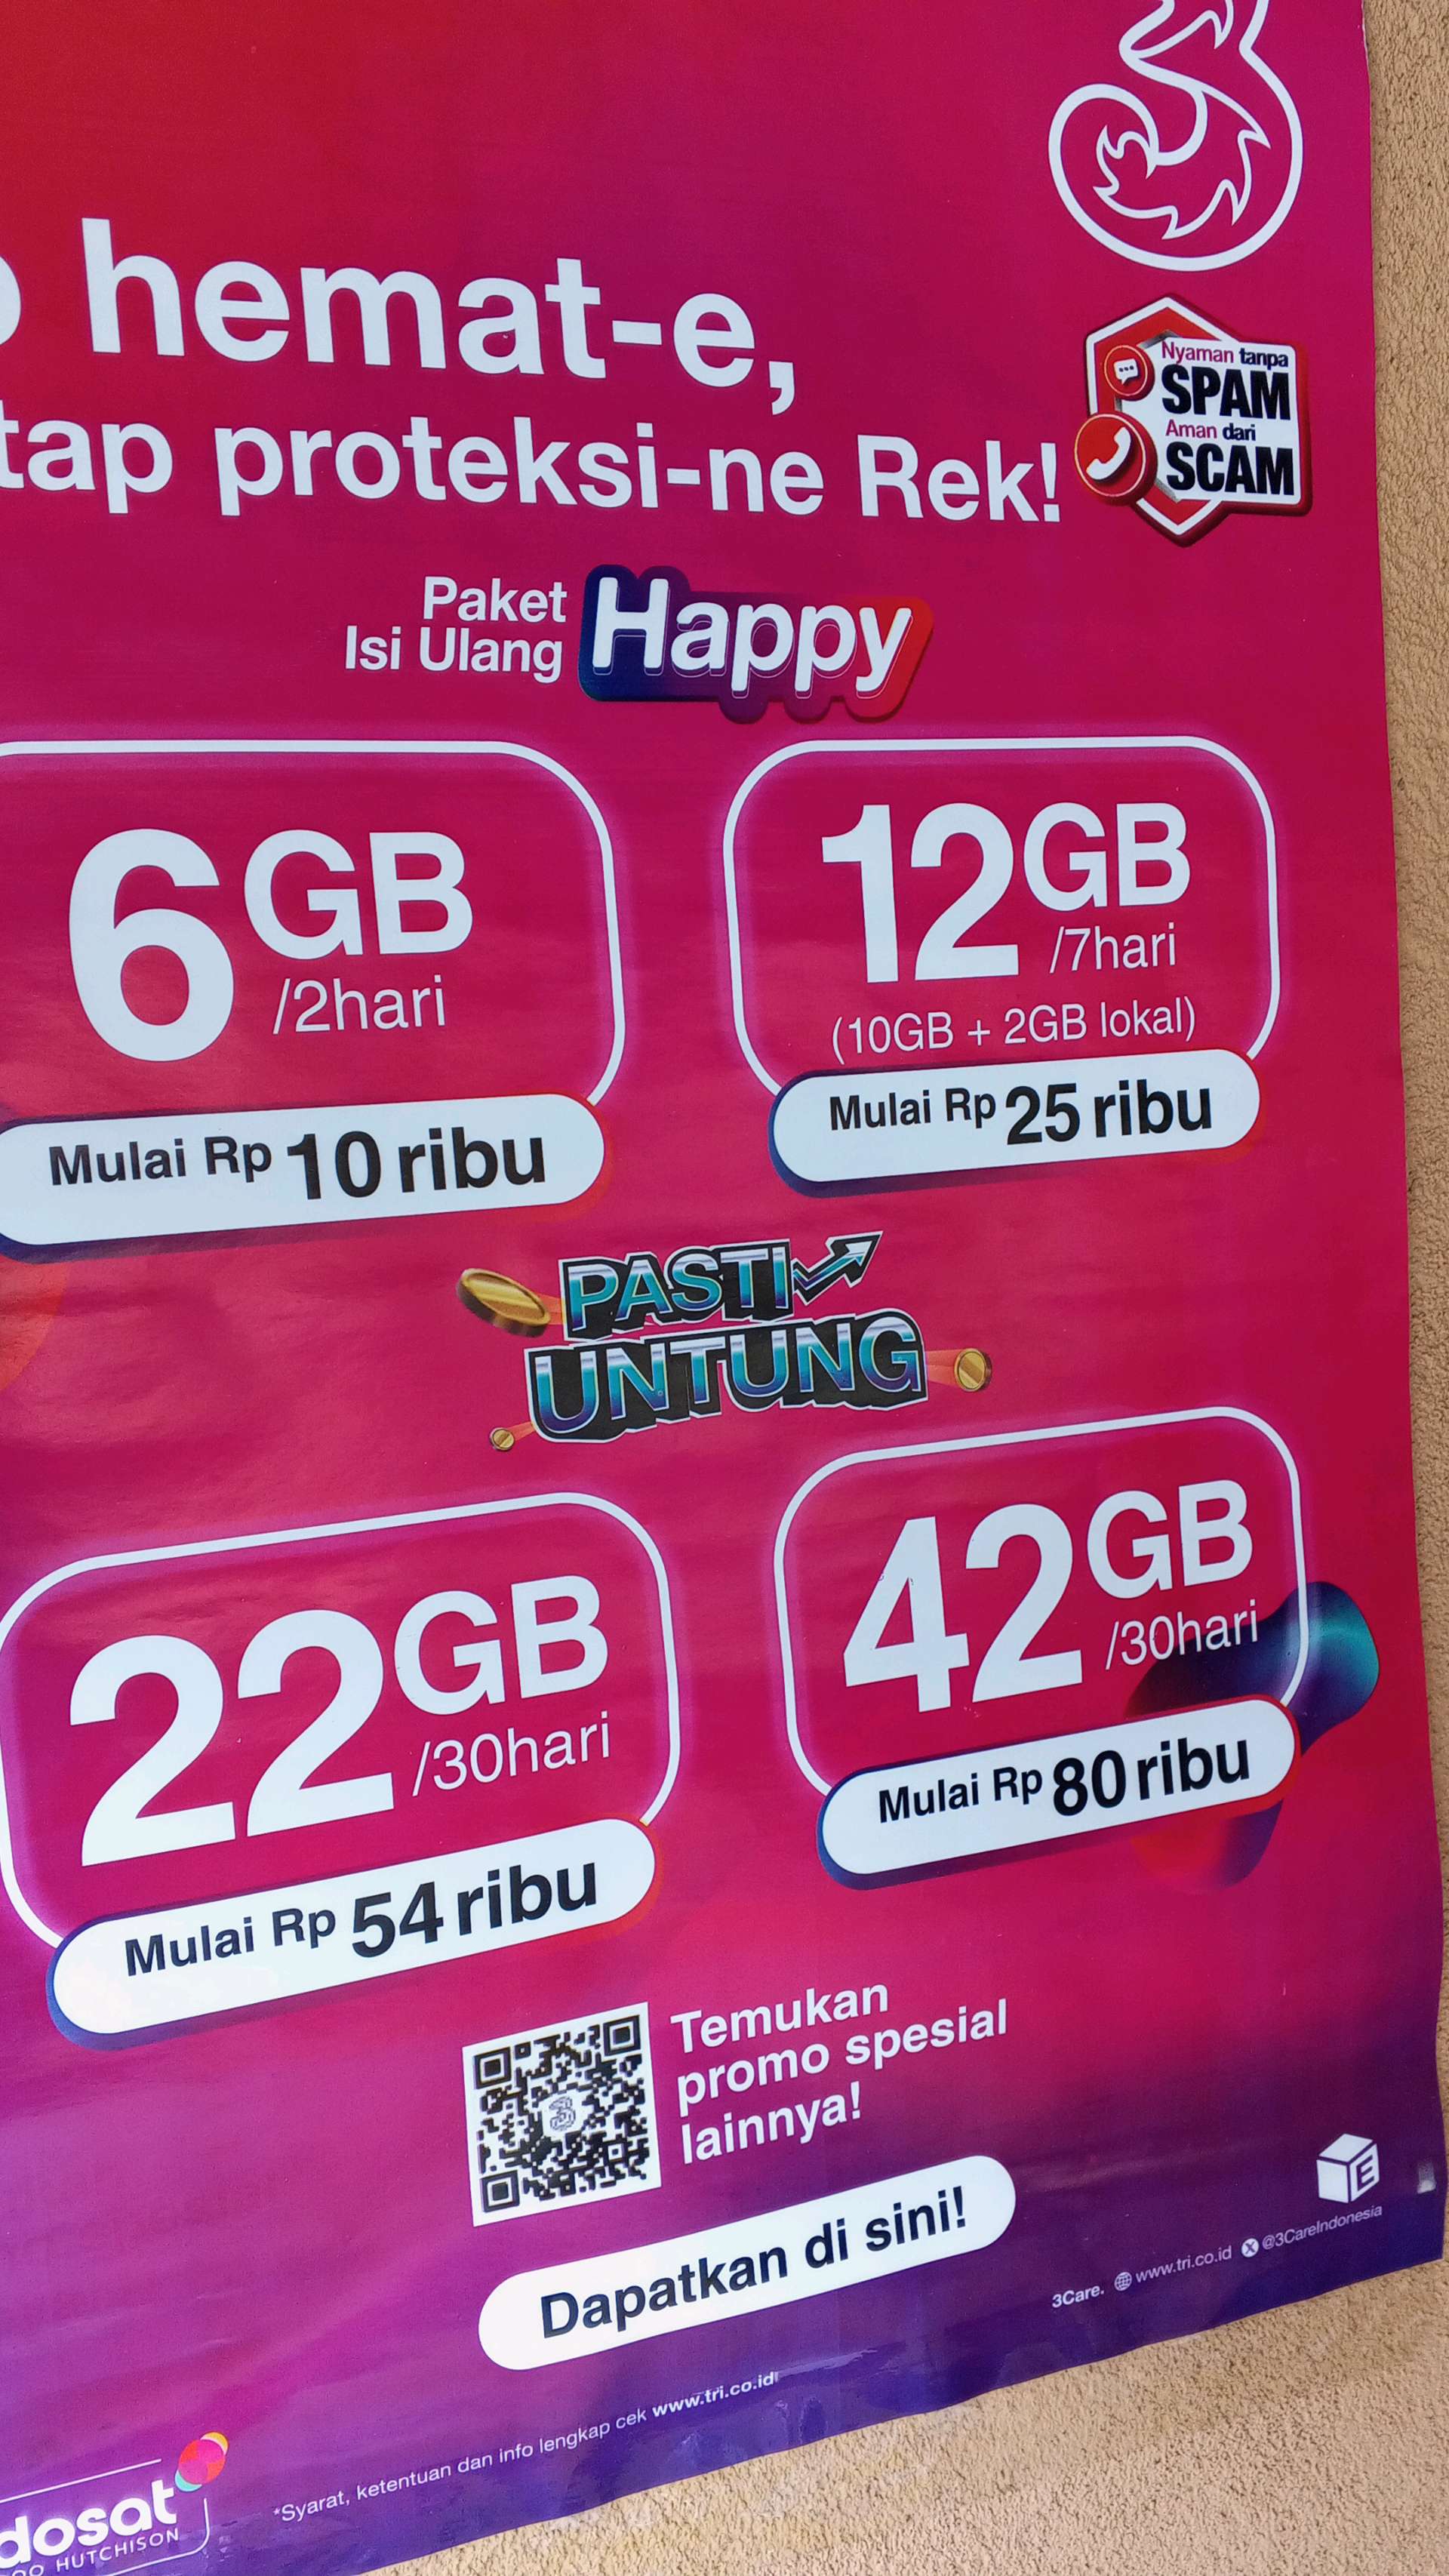 hemat-e,
proteksi-ne Rek!
Nyaman tanpa
SPAM
Aman dari
SCAM
Paket
Isi Ulang
Happy
6GB
/2hari
Mulai Rp 10 ribu
12GB
/7hari
(10GB + 2GB lokal)
Mulai Rp 25 ribu
PASTI
UNTUNG
22GB
/30hari
Mulai Rp 54 ribu
42GB
/30hari
Mulai Rp 80 ribu
3
Temukan
promo spesial
lainnya!
Dapatkan di sini!
3Care. www.tri.co.id @3CareIndonesia
*Syarat, ketentuan dan info lengkap cek www.tri.co.id
HUTCHISON